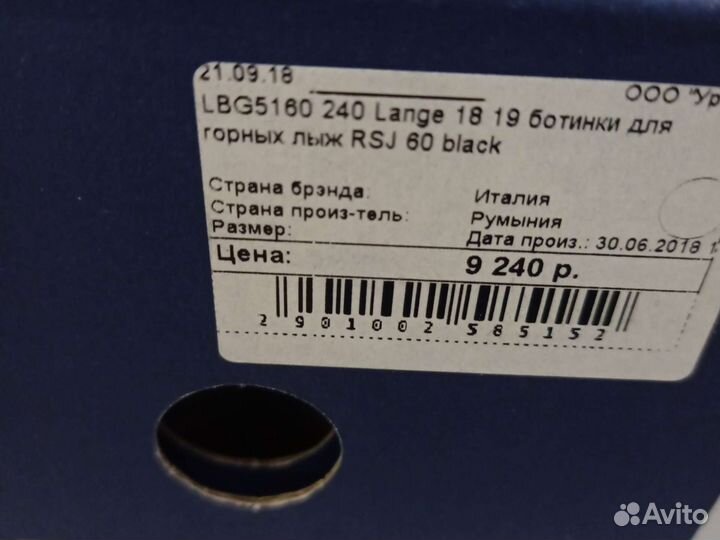 21.09.18 ООО "Ур
LBG5160 240 Lange 18 19 ботинки для
горных лыж RSJ 60 black
Страна брэнда: Италия
Страна произ-тель: Румыния
Размер: Дата произ.: 30.06.2018
Цена: 9 240 р.
2901002585152
Avito